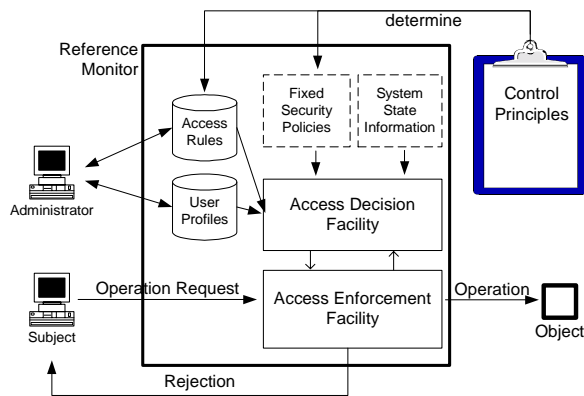 determine
Reference
Monitor
Fixed
Security
Policies
System
State
Information
Control
Principles
Access
Rules
Administrator
User
Profiles
Access Decision
Facility
Operation Request
Access Enforcement
Facility
Operation
Subject
Object
Rejection